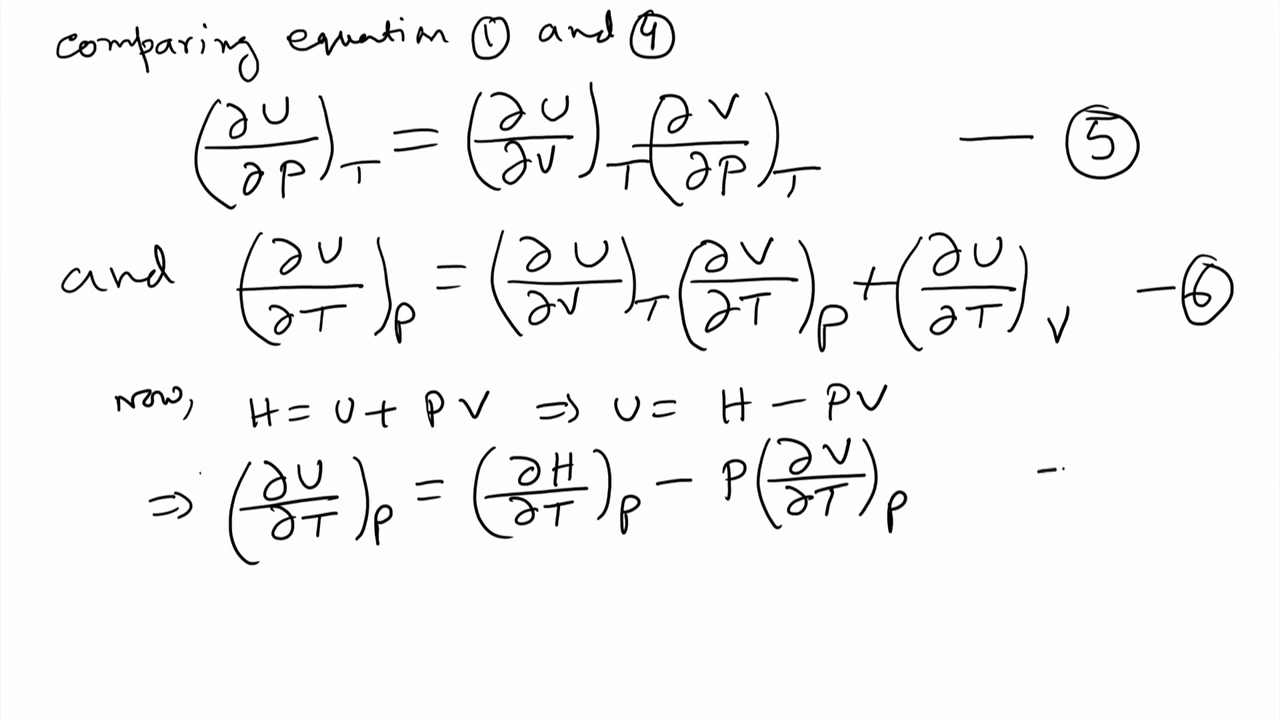 comparing equation ① and ④
(∂U/∂P)_T = (∂U/∂V)_T (∂V/∂P)_T — ⑤
and (∂U/∂T)_P = (∂U/∂V)_T (∂V/∂T)_P + (∂U/∂T)_V — ⑥
Now, H = U + PV ⇒ U = H − PV
⇒ (∂U/∂T)_P = (∂H/∂T)_P − P(∂V/∂T)_P -